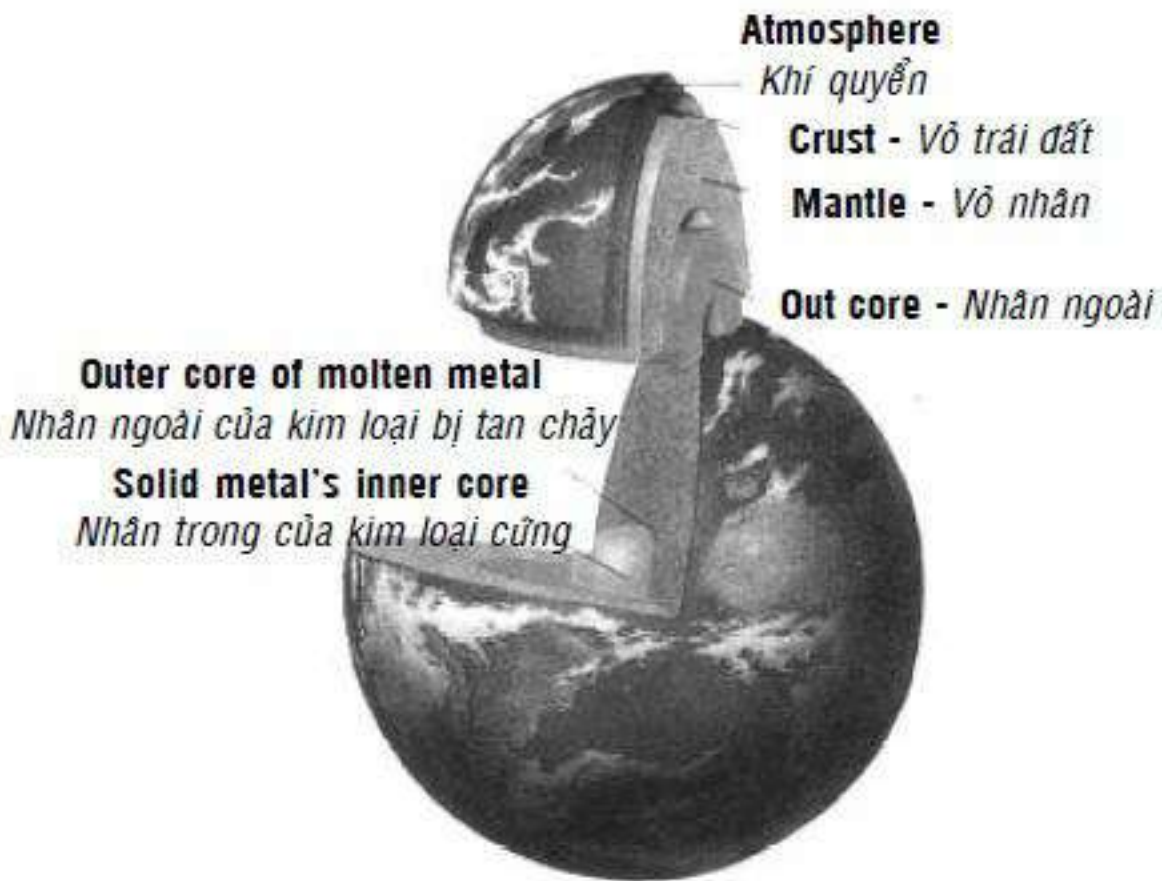 Atmosphere
Khí quyển
Crust - Vỏ trái đất
Mantle - Vỏ nhân
Out core - Nhân ngoài
Outer core of molten metal
Nhân ngoài của kim loại bị tan chảy
Solid metal's inner core
Nhân trong của kim loại cứng